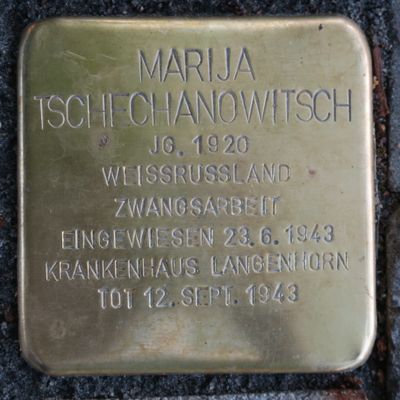 MARIJA
TSCHECHANOWITSCH
JG. 1920
WEISSRUSSLAND
ZWANGSARBEIT
EINGEWIESEN 23.6.1943
KRANKENHAUS LANGENHORN
TOT 12. SEPT. 1943